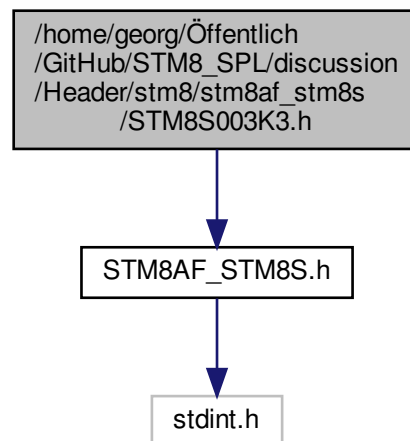 /home/georg/Öffentlich
/GitHub/STM8_SPL/discussion
/Header/stm8/stm8af_stm8s
/STM8S003K3.h
STM8AF_STM8S.h
stdint.h